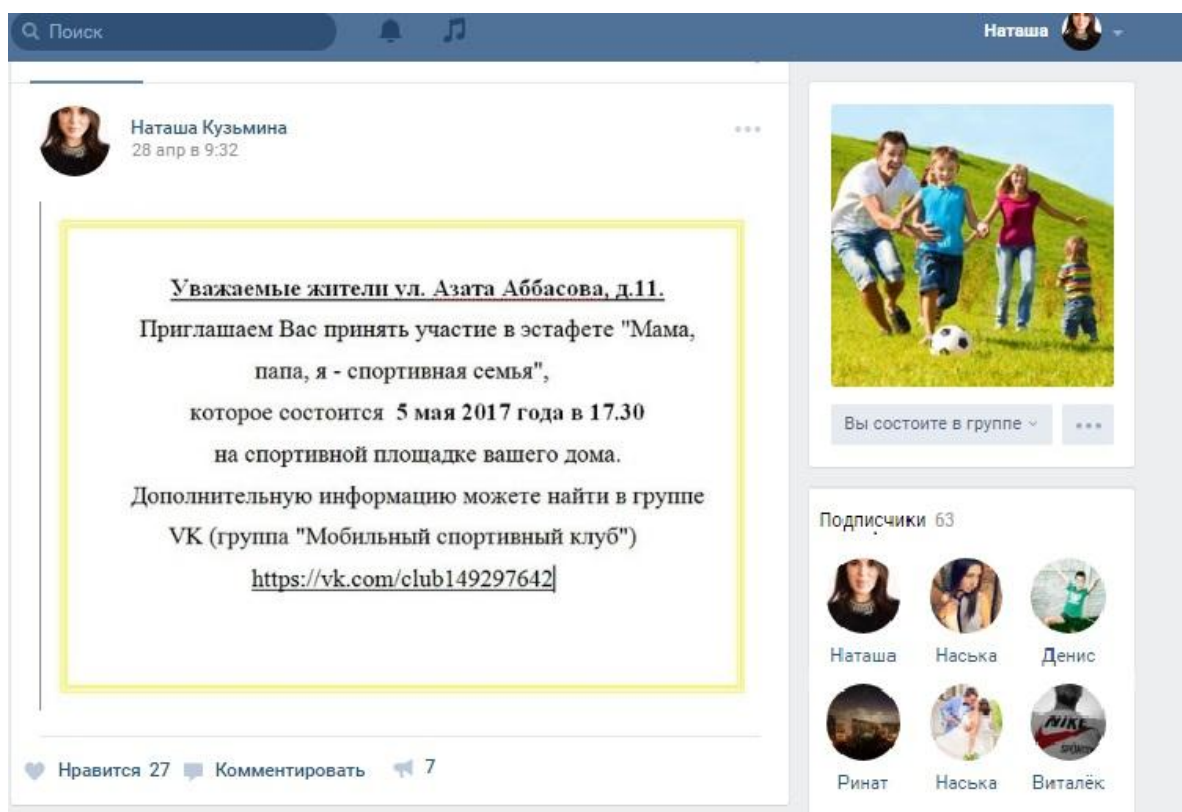 Поиск
Наташа
Наташа Кузьмина
28 апр в 9:32
Уважаемые жители ул. Азата Аббасова, д.11.
Приглашаем Вас принять участие в эстафете "Мама,
папа, я - спортивная семья",
которое состоится 5 мая 2017 года в 17.30
на спортивной площадке вашего дома.
Дополнительную информацию можете найти в группе
VK (группа "Мобильный спортивный клуб")
https://vk.com/club149297642
Нравится 27 Комментировать 7
Вы состоите в группе
Подписчики 63
Наташа Наська Денис
NIKE
Ринат Наська Виталёк